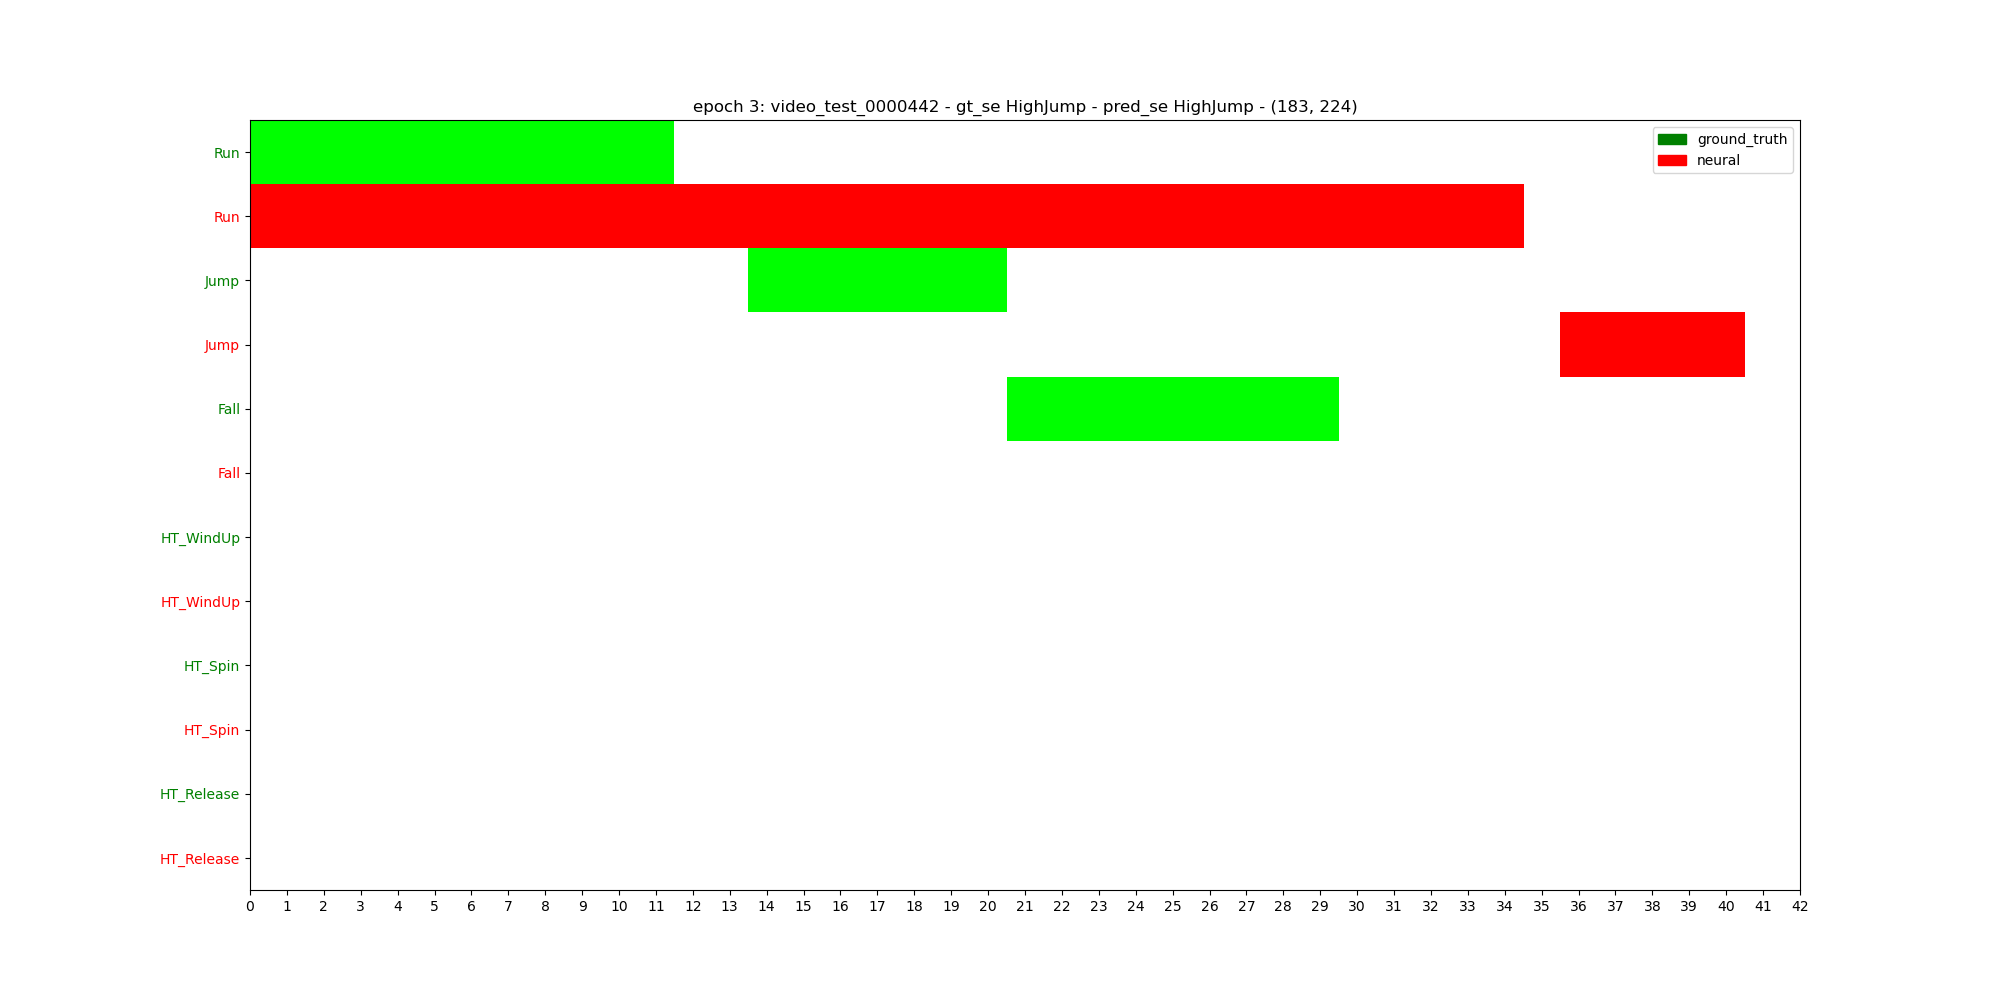 epoch 3: video_test_0000442 - gt_se HighJump - pred_se HighJump - (183, 224)
ground_truth
neural
Run
Run
Jump
Jump
Fall
Fall
HT_WindUp
HT_WindUp
HT_Spin
HT_Spin
HT_Release
HT_Release
0 1 2 3 4 5 6 7 8 9 10 11 12 13 14 15 16 17 18 19 20 21 22 23 24 25 26 27 28 29 30 31 32 33 34 35 36 37 38 39 40 41 42